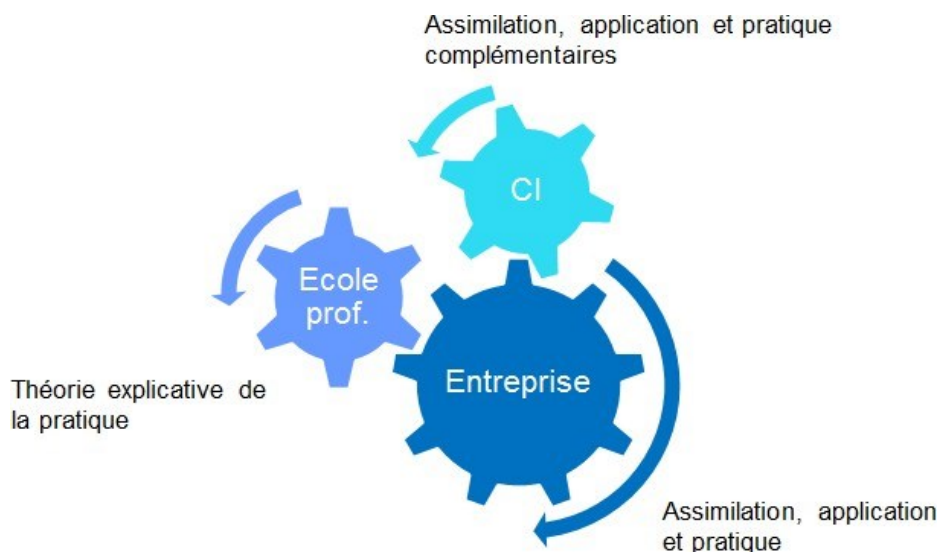 Assimilation, application et pratique
complémentaires
CI
Ecole
prof.
Entreprise
Théorie explicative de
la pratique
Assimilation, application
et pratique